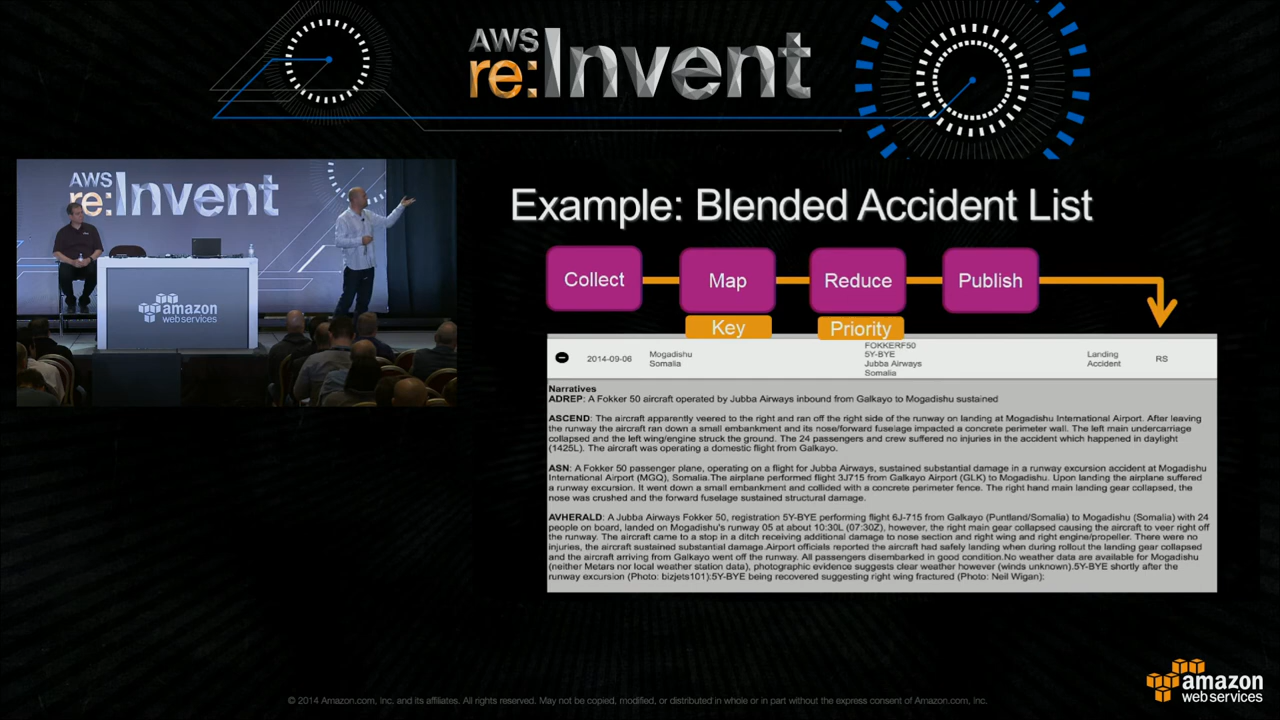 AWS
re:Invent
AWS
re:Invent
amazon
webservices
Example: Blended Accident List
Collect
Map
Reduce
Publish
Key
Priority
2014-09-06
Mogadishu
Somalia
FOKKERF50
5Y-BYE
Jubba Airways
Somalia
Landing
Accident
RS
Narratives
ADREP: A Fokker 50 aircraft operated by Jubba Airways inbound from Galkayo to Mogadishu sustained
ASCEND: The aircraft apparently veered to the right and ran off the right side of the runway on landing at Mogadishu International Airport. After leaving
the runway the aircraft ran down a small embankment and its nose/forward fuselage impacted a concrete perimeter wall. The left main undercarriage
collapsed and the left wing/engine struck the ground. The 24 passengers and crew suffered no injuries in the accident which happened in daylight
(1425L). The aircraft was operating a domestic flight from Galkayo.
ASN: A Fokker 50 passenger plane, operating on a flight for Jubba Airways, sustained substantial damage in a runway excursion accident at Mogadishu
International Airport (MGQ), Somalia.The airplane performed flight 3J715 from Galkayo Airport (GLK) to Mogadishu. Upon landing the airplane suffered
a runway excursion. It went down a small embankment and collided with a concrete perimeter fence. The right hand main landing gear collapsed, the
nose was crushed and the forward fuselage sustained structural damage.
AVHERALD: A Jubba Airways Fokker 50, registration 5Y-BYE performing flight 6J-715 from Galkayo (Puntland/Somalia) to Mogadishu (Somalia) with 24
people on board, landed on Mogadishu's runway 05 at about 10:30L (07:30Z), however, the right main gear collapsed causing the aircraft to veer right off
the runway. The aircraft came to a stop in a ditch receiving additional damage to nose section and right wing and right engine/propeller. There were no
injuries, the aircraft sustained substantial damage.Airport officials reported the aircraft had safely landing when during rollout the landing gear collapsed
and the aircraft arriving from Galkayo went off the runway. All passengers disembarked in good condition.No weather data are available for Mogadishu
(neither Metars nor local weather station data), photographic evidence suggests clear weather however (winds unknown).5Y-BYE shortly after the
runway excursion (Photo: bizjets101):5Y-BYE being recovered suggesting right wing fractured (Photo: Neil Wigan):
amazon
webservices
© 2014 Amazon.com, Inc. and its affiliates. All rights reserved. May not be copied, modified, or distributed in whole or in part without the express consent of Amazon.com, Inc.